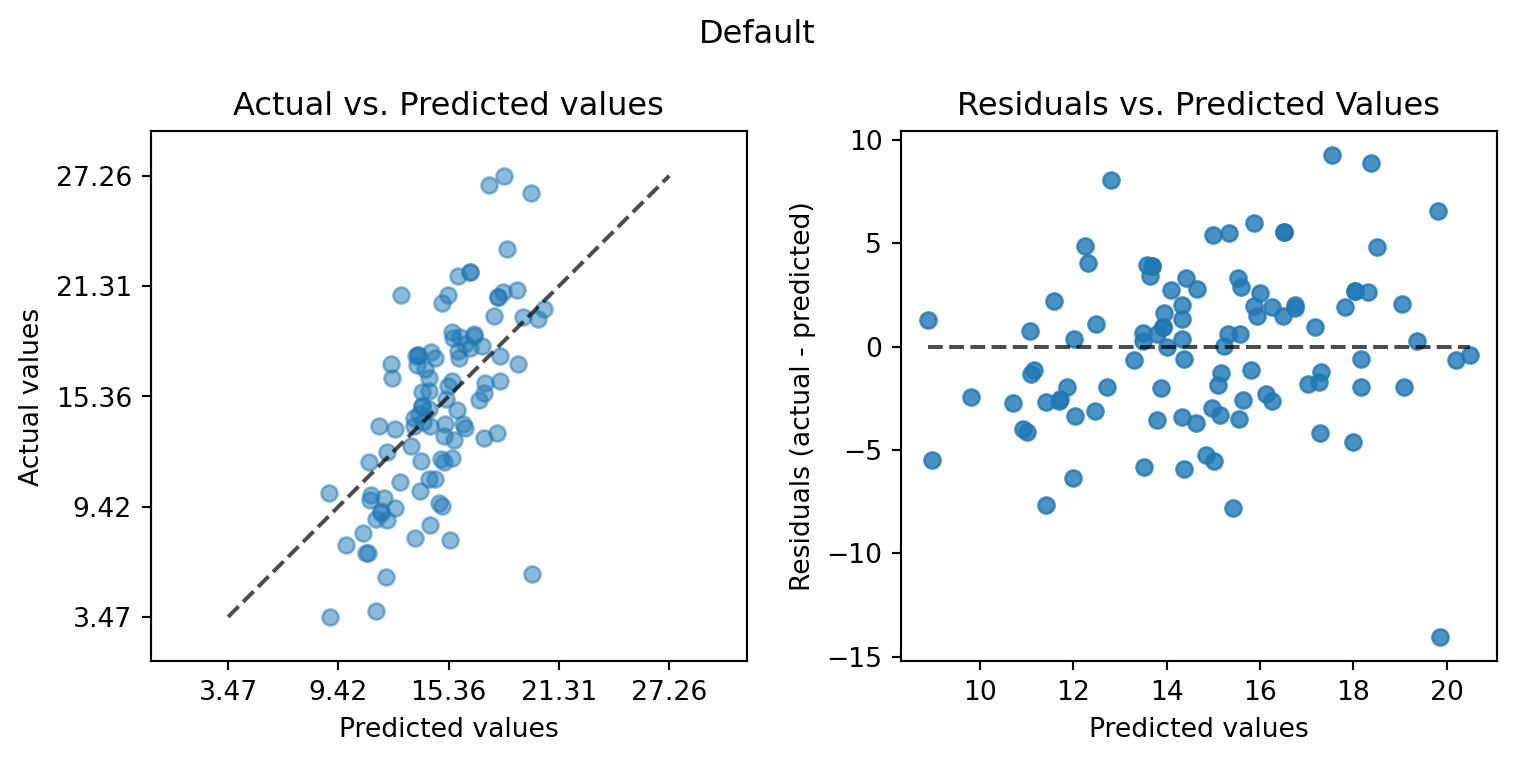 Default
Actual vs. Predicted values
27.26
21.31
15.36
9.42
3.47
Actual values
3.47 9.42 15.36 21.31 27.26
Predicted values
Residuals vs. Predicted Values
10
5
0
−5
−10
−15
Residuals (actual - predicted)
10 12 14 16 18 20
Predicted values